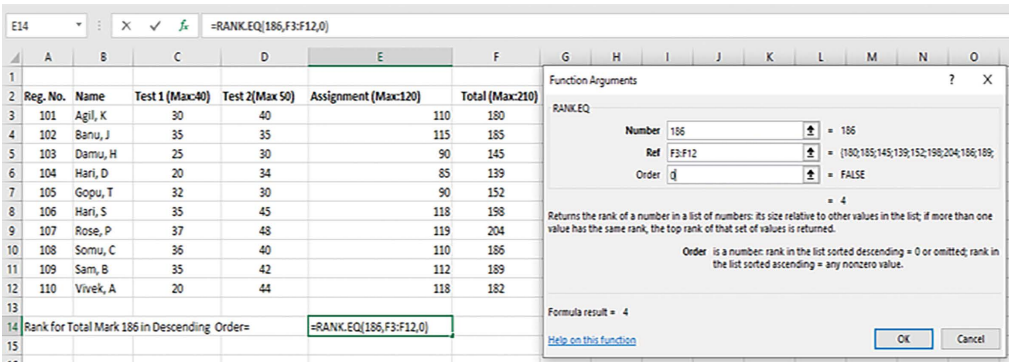 E14 fx =RANK.EQ(186,F3:F12,0)
A B C D E F G H I J K L M N O
1
2 Reg. No. Name Test 1 (Max:40) Test 2(Max 50) Assignment (Max:120) Total (Max:210)
3 101 Agil, K 30 40 110 180
4 102 Banu, J 35 35 115 185
5 103 Damu, H 25 30 90 145
6 104 Hari, D 20 34 85 139
7 105 Gopu, T 32 30 90 152
8 106 Hari, S 35 45 118 198
9 107 Rose, P 37 48 119 204
10 108 Somu, C 36 40 110 186
11 109 Sam, B 35 42 112 189
12 110 Vivek, A 20 44 118 182
13
14 Rank for Total Mark 186 in Descending Order= =RANK.EQ(186,F3:F12,0)
15
Function Arguments ? X
RANK.EQ
Number 186 = 186
Ref F3:F12 = {180;185;145;139;152;198;204;186;189;
Order 0 = FALSE
= 4
Returns the rank of a number in a list of numbers: its size relative to other values in the list; if more than one
value has the same rank, the top rank of that set of values is returned.
Order is a number: rank in the list sorted descending = 0 or omitted; rank in
the list sorted ascending = any nonzero value.
Formula result = 4
Help on this function
OK Cancel